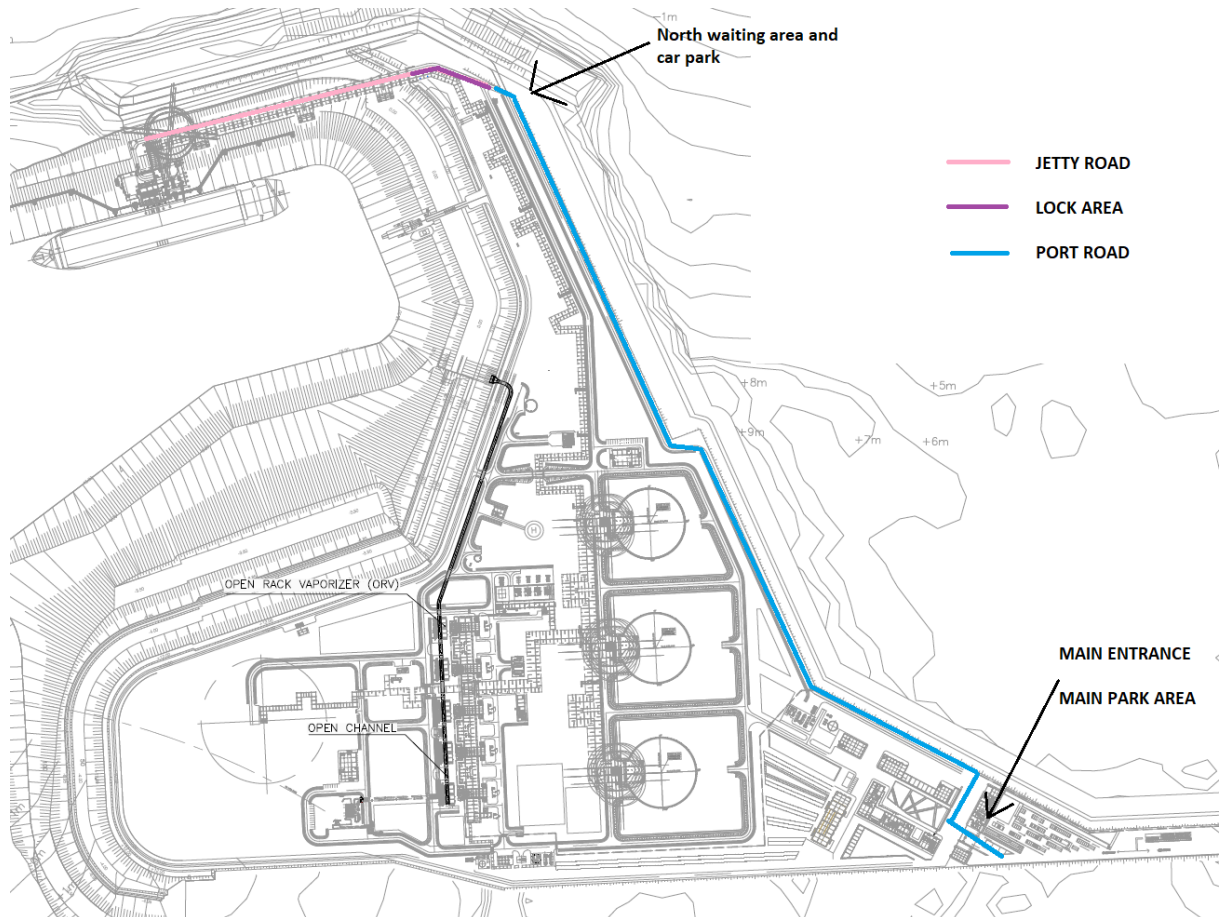 -1m
North waiting area and
car park
JETTY ROAD
LOCK AREA
PORT ROAD
+8m
+5m
+9m
+7m
+6m
H
OPEN RACK VAPORIZER (ORV)
MAIN ENTRANCE
MAIN PARK AREA
OPEN CHANNEL